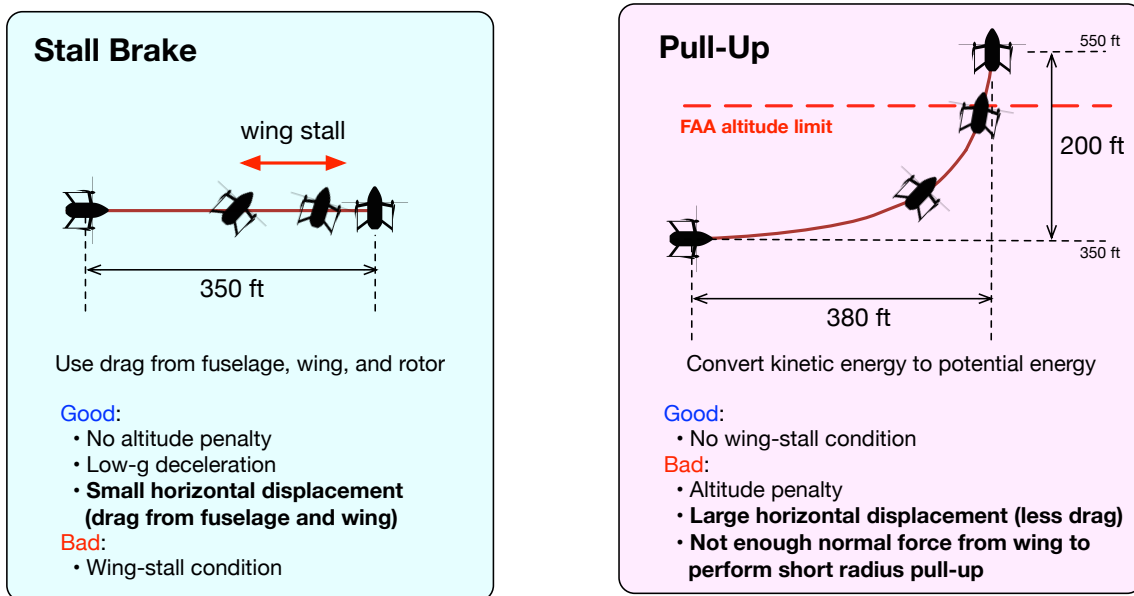 Stall Brake
wing stall
350 ft
Use drag from fuselage, wing, and rotor
Good:
• No altitude penalty
• Low-g deceleration
• Small horizontal displacement
(drag from fuselage and wing)
Bad:
• Wing-stall condition
Pull-Up
550 ft
FAA altitude limit
200 ft
350 ft
380 ft
Convert kinetic energy to potential energy
Good:
• No wing-stall condition
Bad:
• Altitude penalty
• Large horizontal displacement (less drag)
• Not enough normal force from wing to
perform short radius pull-up